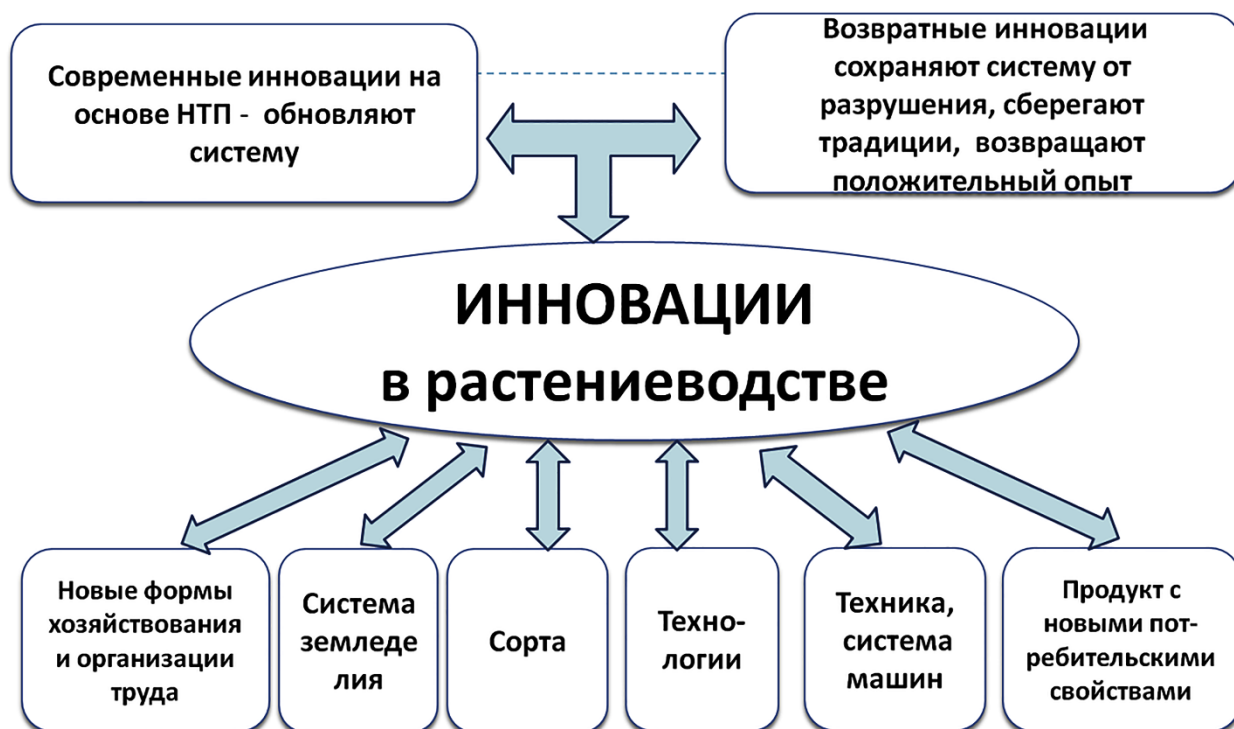 Современные инновации на
основе НТП - обновляют
систему
Возвратные инновации
сохраняют систему от
разрушения, сберегают
традиции, возвращают
положительный опыт
ИННОВАЦИИ
в растениеводстве
Новые формы
хозяйствования
и организации
труда
Система
земледе
лия
Сорта
Техно-
логии
Техника,
система
машин
Продукт с
новыми пот-
ребительскими
свойствами